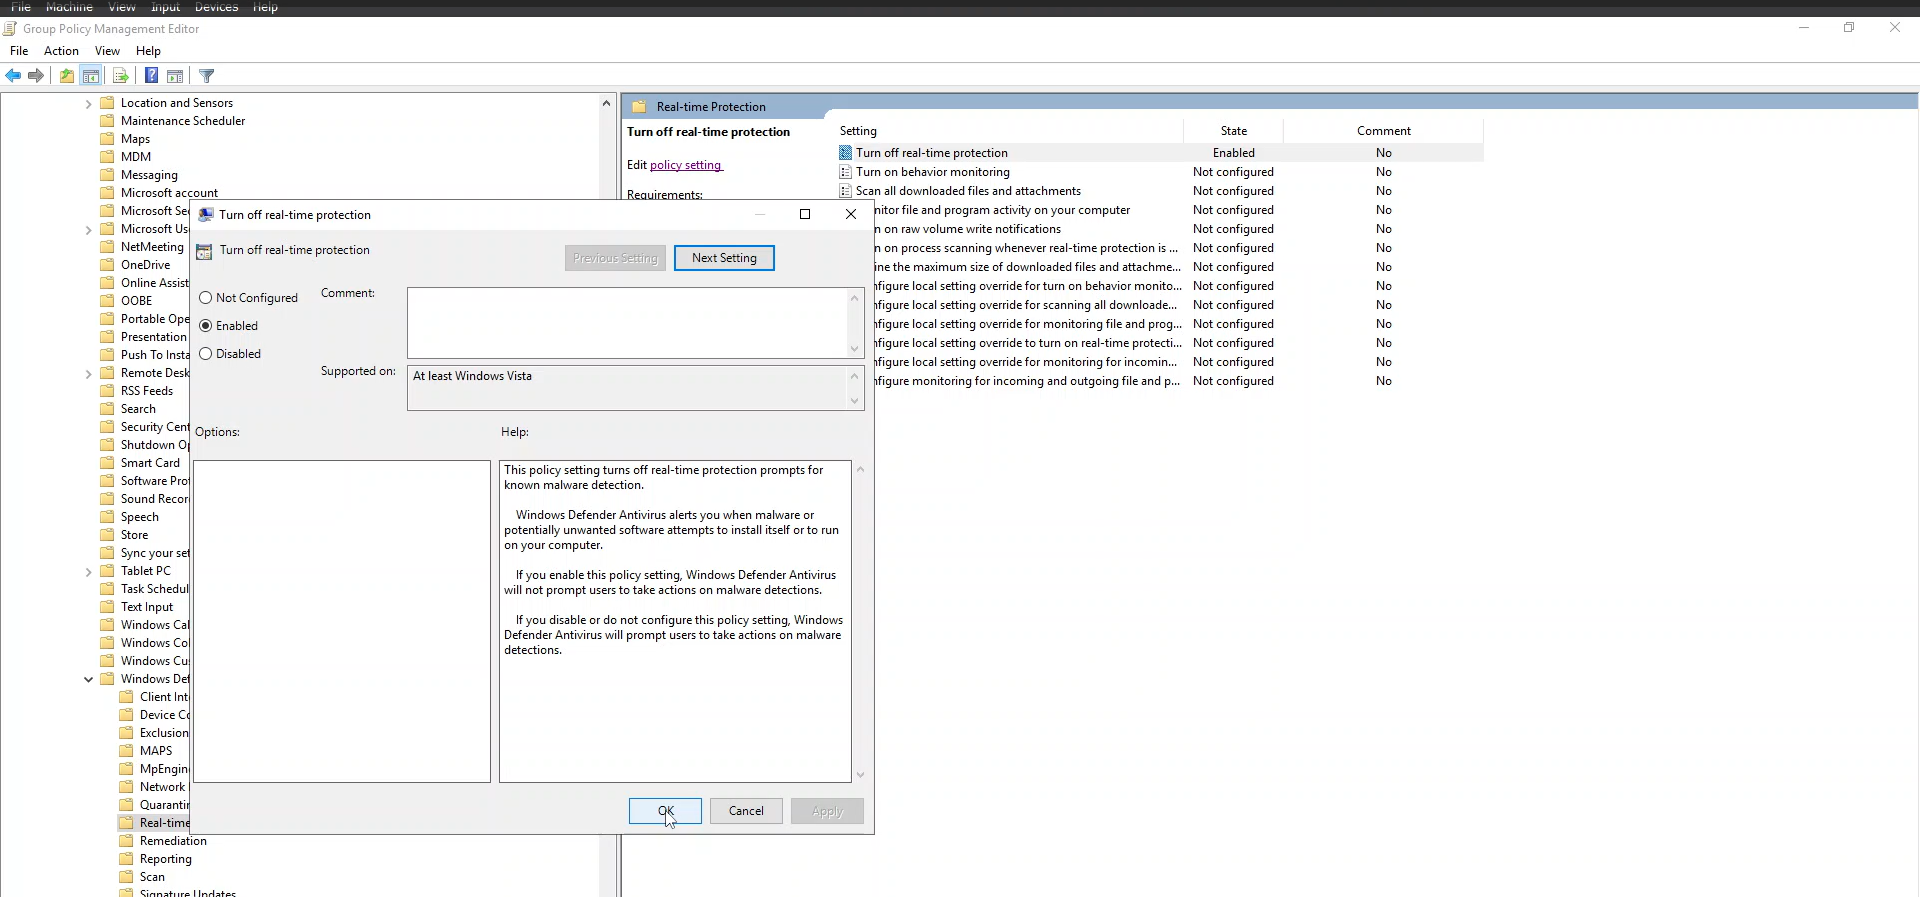 File Machine View Input Devices Help
Group Policy Management Editor
File Action View Help
Location and Sensors
Maintenance Scheduler
Maps
MDM
Messaging
Microsoft account
Microsoft Se
Microsoft Us
NetMeeting
OneDrive
Online Assist
OOBE
Portable Ope
Presentation
Push To Insta
Remote Desk
RSS Feeds
Search
Security Cent
Shutdown Op
Smart Card
Software Prot
Sound Record
Speech
Store
Sync your set
Tablet PC
Task Schedul
Text Input
Windows Cal
Windows Col
Windows Cus
Windows Def
Client Int
Device Co
Exclusion
MAPS
MpEngin
Network
Quarantin
Real-time
Remediation
Reporting
Scan
Signature Updates
Real-time Protection
Turn off real-time protection
Edit policy setting
Requirements:
Setting State Comment
Turn off real-time protection Enabled No
Turn on behavior monitoring Not configured No
Scan all downloaded files and attachments Not configured No
nitor file and program activity on your computer Not configured No
n on raw volume write notifications Not configured No
n on process scanning whenever real-time protection is ... Not configured No
ine the maximum size of downloaded files and attachme... Not configured No
nfigure local setting override for turn on behavior monito... Not configured No
nfigure local setting override for scanning all downloade... Not configured No
nfigure local setting override for monitoring file and prog... Not configured No
nfigure local setting override to turn on real-time protecti... Not configured No
nfigure local setting override for monitoring for incomin... Not configured No
nfigure monitoring for incoming and outgoing file and p... Not configured No
Turn off real-time protection
Turn off real-time protection
Previous Setting Next Setting
Not Configured
Enabled
Disabled
Comment:
Supported on:
At least Windows Vista
Options:
Help:
This policy setting turns off real-time protection prompts for
known malware detection.
Windows Defender Antivirus alerts you when malware or
potentially unwanted software attempts to install itself or to run
on your computer.
If you enable this policy setting, Windows Defender Antivirus
will not prompt users to take actions on malware detections.
If you disable or do not configure this policy setting, Windows
Defender Antivirus will prompt users to take actions on malware
detections.
OK Cancel Apply